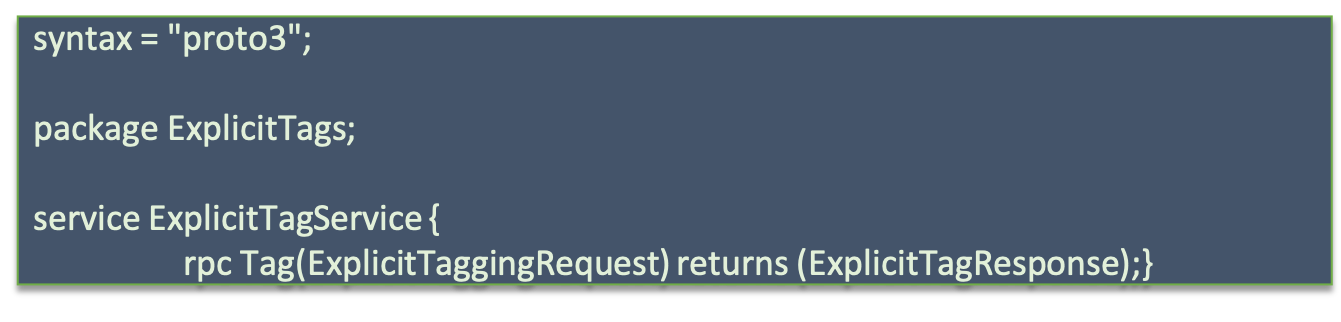 syntax = "proto3";
package ExplicitTags;
service ExplicitTagService {
rpc Tag(ExplicitTaggingRequest) returns (ExplicitTagResponse);}